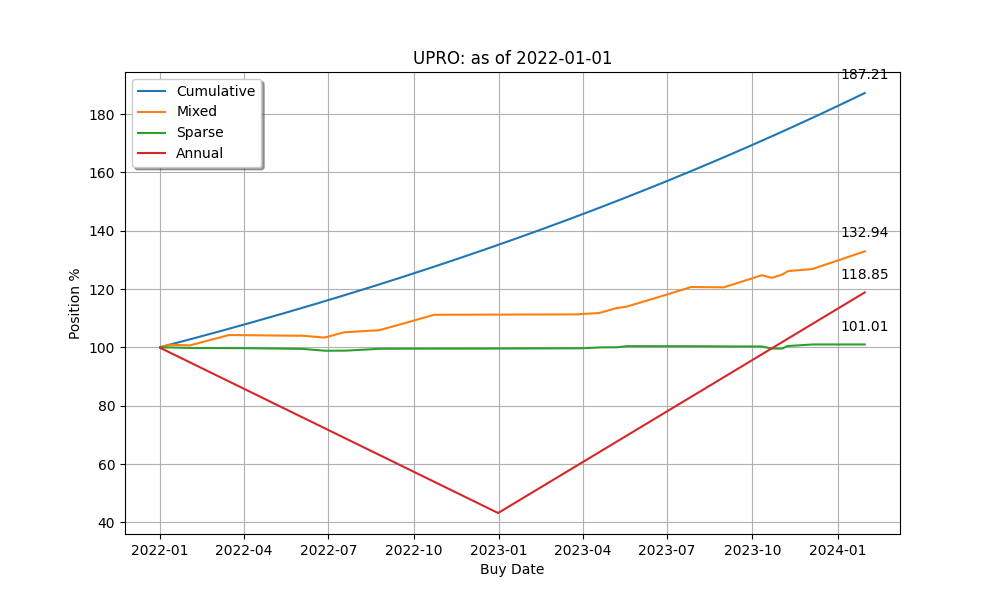 UPRO: as of 2022-01-01
187.21
Cumulative
Mixed
Sparse
Annual
132.94
118.85
101.01
Position %
180
160
140
120
100
80
60
40
2022-01 2022-04 2022-07 2022-10 2023-01 2023-04 2023-07 2023-10 2024-01
Buy Date